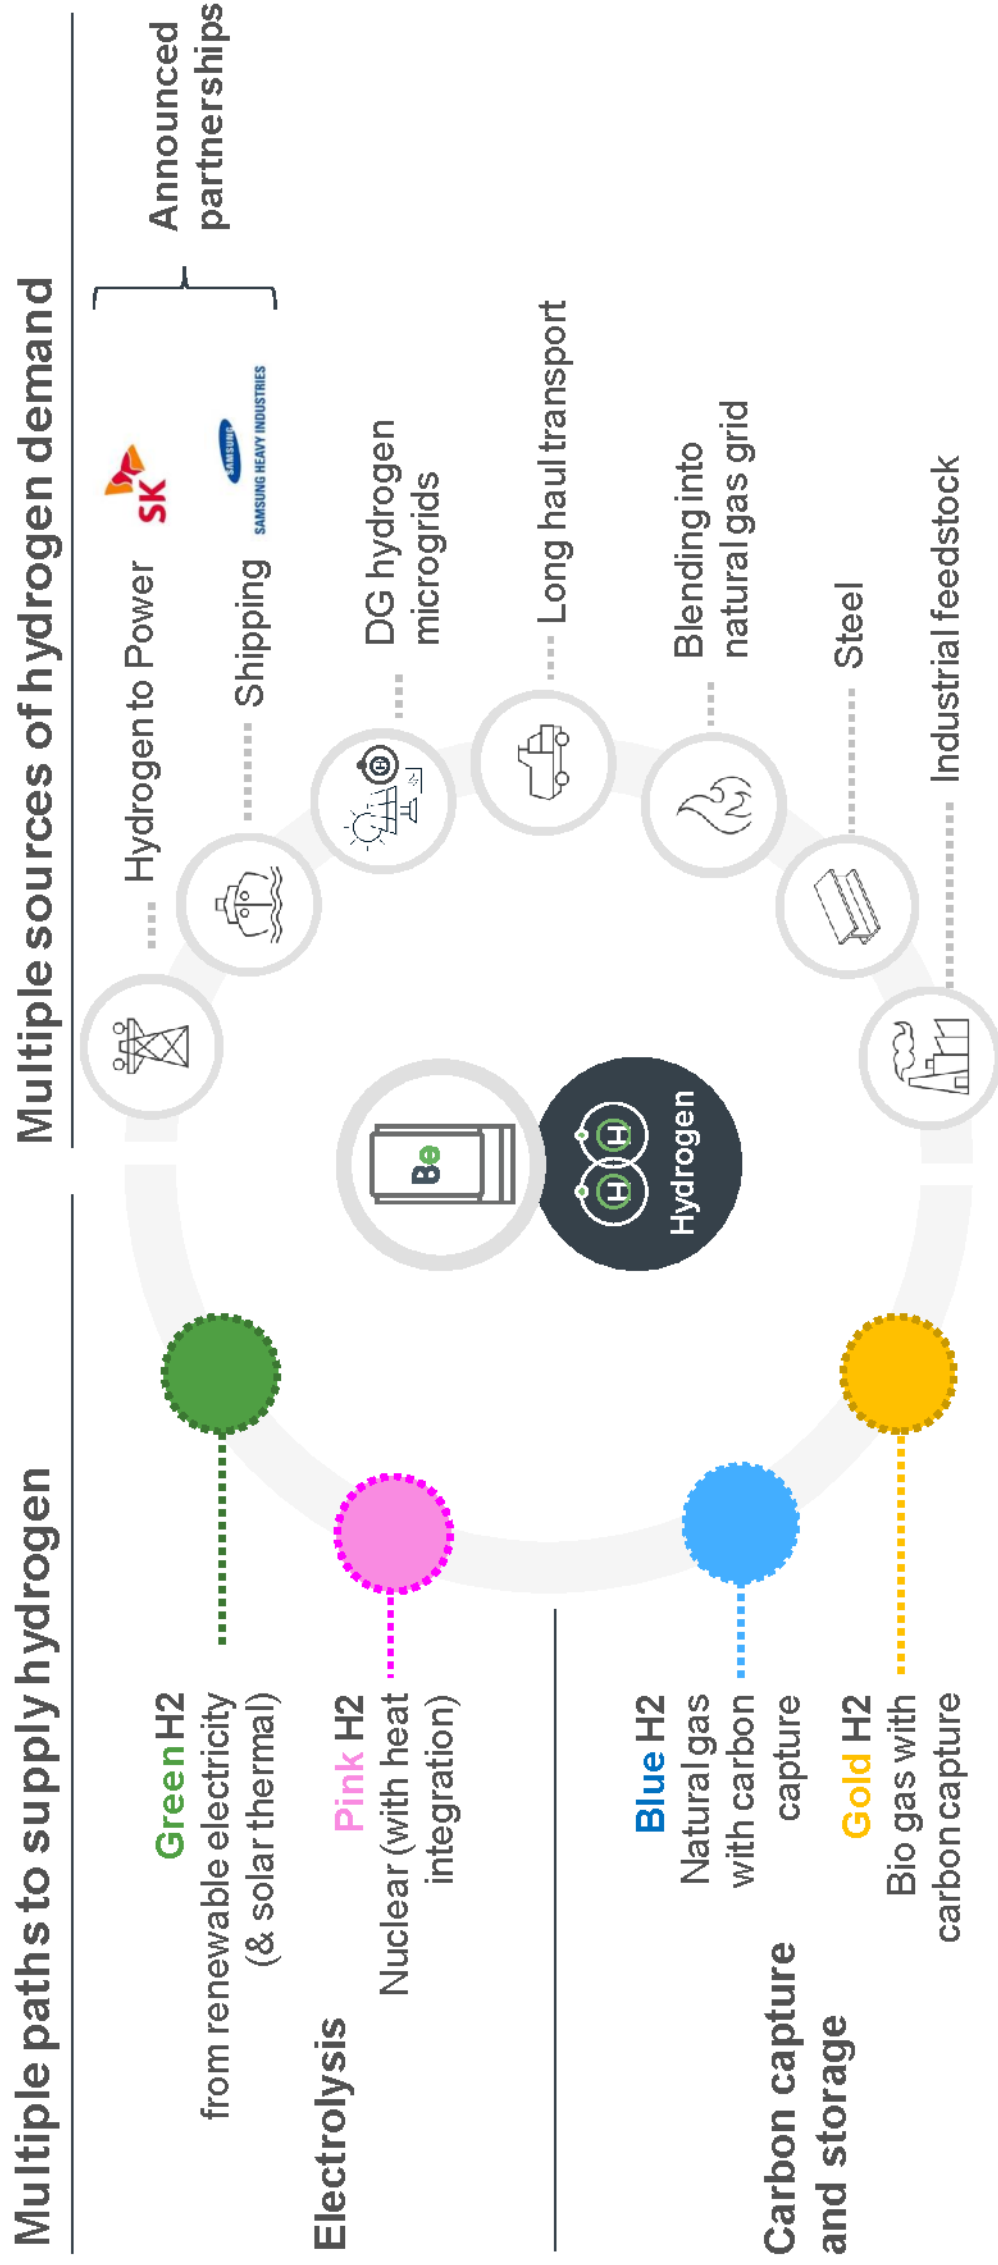 Multiple paths to supply hydrogen
Electrolysis
Green H2
from renewable electricity
(& solar thermal)
Pink H2
Nuclear (with heat
integration)
Carbon capture
and storage
Blue H2
Natural gas
with carbon
capture
Gold H2
Bio gas with
carbon capture
Be
H H
Hydrogen
Multiple sources of hydrogen demand
Hydrogen to Power
SK
Shipping
SAMSUNG
SAMSUNG HEAVY INDUSTRIES
Announced
partnerships
H
DG hydrogen
microgrids
Long haul transport
Blending into
natural gas grid
Steel
Industrial feedstock